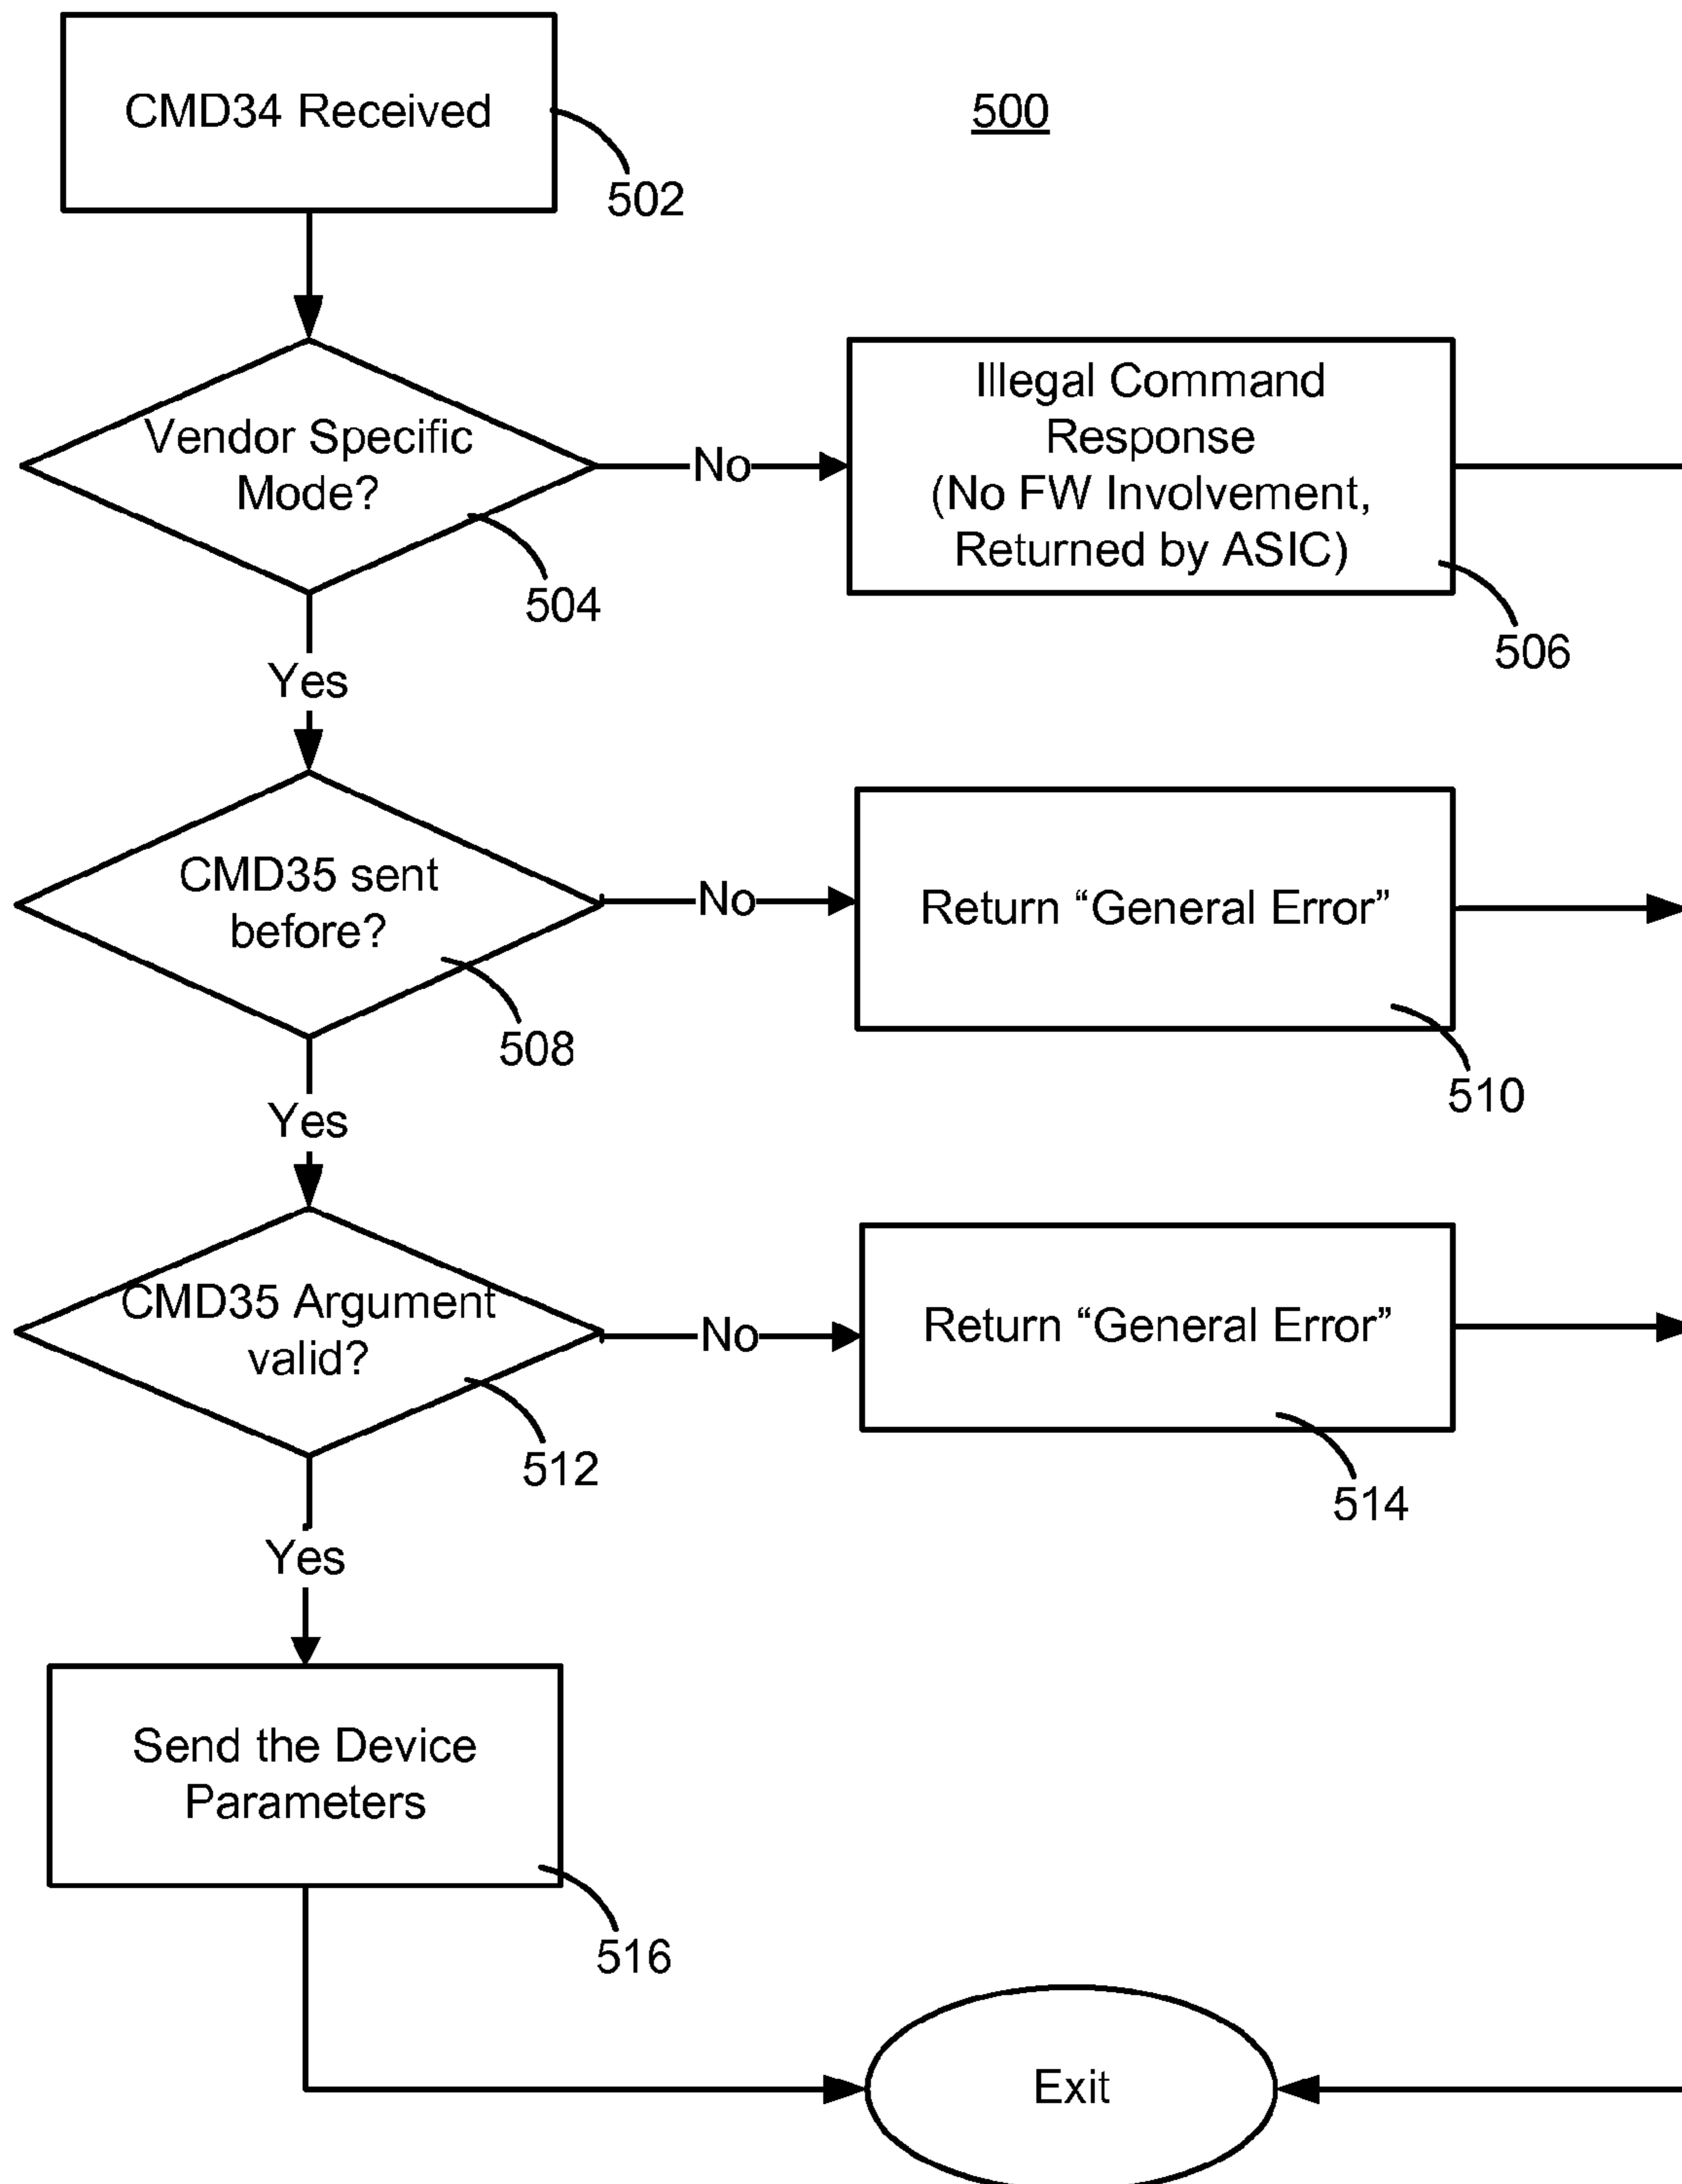 CMD34 Received
500
502
Vendor Specific
Mode?
504
No
Illegal Command
Response
(No FW Involvement,
Returned by ASIC)
506
Yes
CMD35 sent
before?
508
No
Return “General Error”
510
Yes
CMD35 Argument
valid?
512
No
Return “General Error”
514
Yes
Send the Device
Parameters
516
Exit